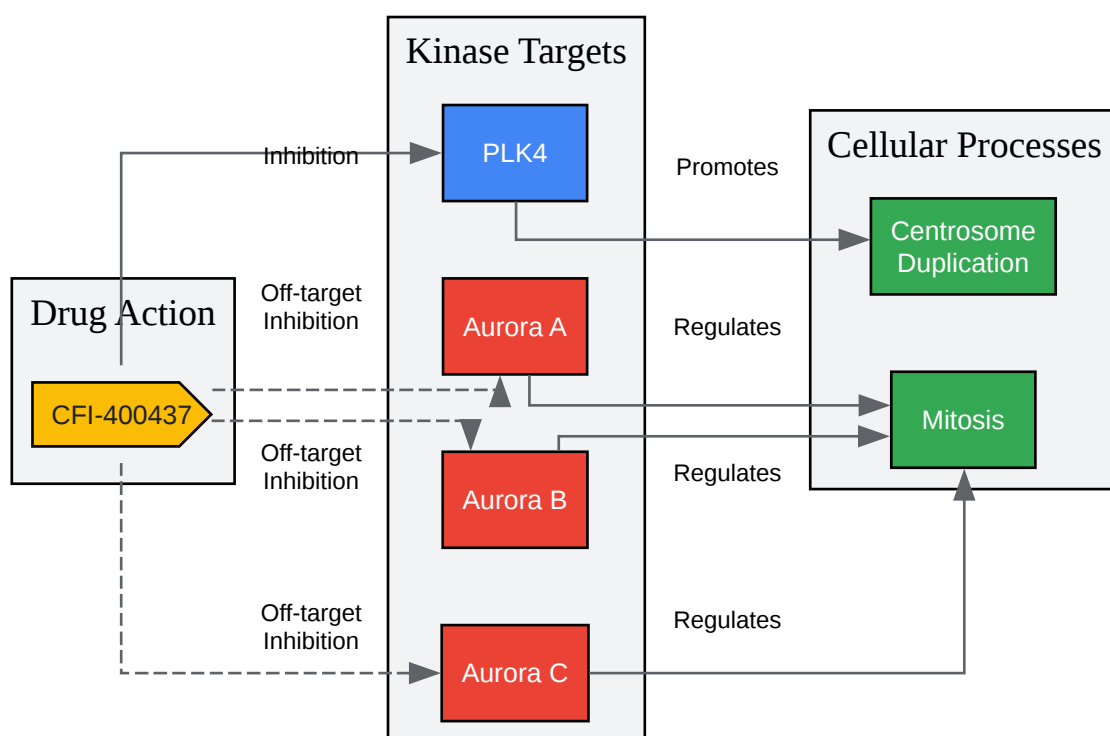 Kinase Targets
PLK4
Inhibition
Promotes
Cellular Processes
Centrosome
Duplication
Drug Action
Off-target
Inhibition
Aurora A
Regulates
CFI-400437
Mitosis
Off-target
Inhibition
Aurora B
Regulates
Off-target
Inhibition
Aurora C
Regulates